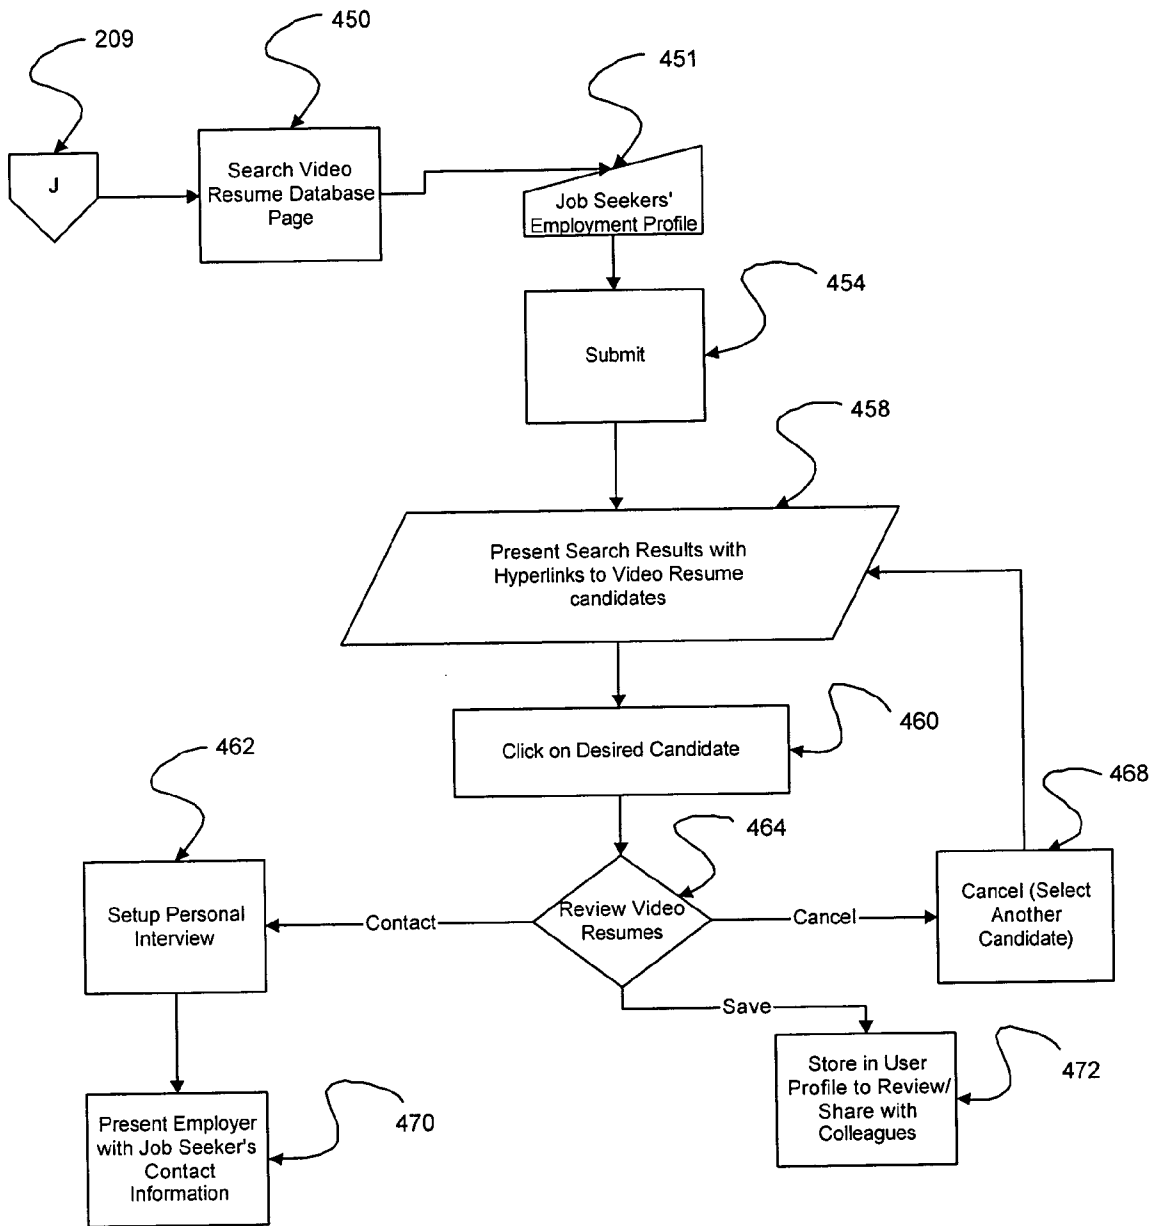 450
209
451
J
Search Video
Resume Database
Page
Job Seekers'
Employment Profile
454
Submit
458
Present Search Results with
Hyperlinks to Video Resume
candidates
460
Click on Desired Candidate
462
468
464
Setup Personal
Interview
Contact
Review Video
Resumes
Cancel
Cancel (Select
Another
Candidate)
Save
Store in User
Profile to Review/
Share with
Colleagues
472
Present Employer
with Job Seeker's
Contact
Information
470